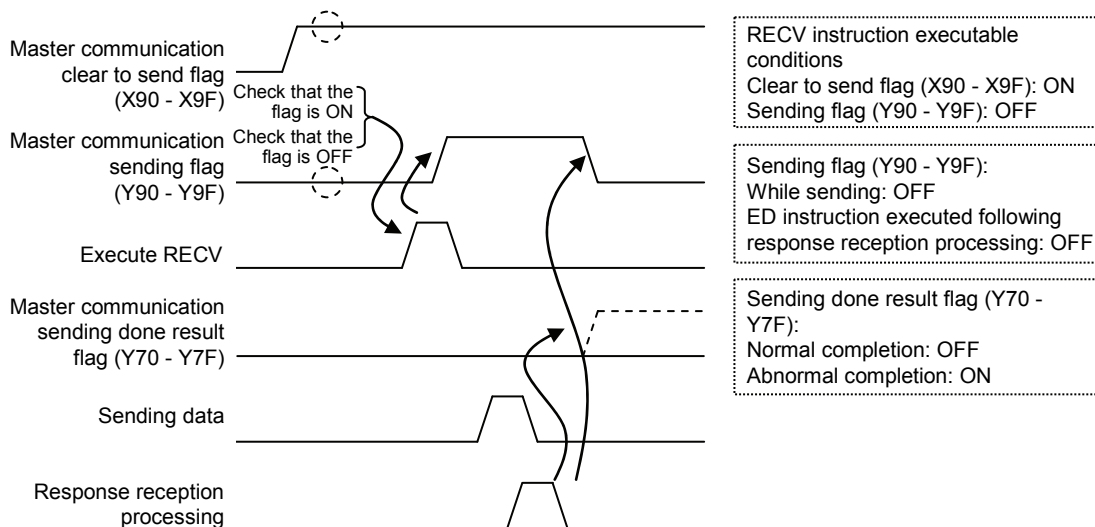 Master communication
clear to send flag
(X90 - X9F)
Check that the
flag is ON
Check that the
flag is OFF
Master communication
sending flag
(Y90 - Y9F)
Execute RECV
Master communication
sending done result
flag (Y70 - Y7F)
Sending data
Response reception
processing
RECV instruction executable
conditions
Clear to send flag (X90 - X9F): ON
Sending flag (Y90 - Y9F): OFF
Sending flag (Y90 - Y9F):
While sending: OFF
ED instruction executed following
response reception processing: OFF
Sending done result flag (Y70 -
Y7F):
Normal completion: OFF
Abnormal completion: ON